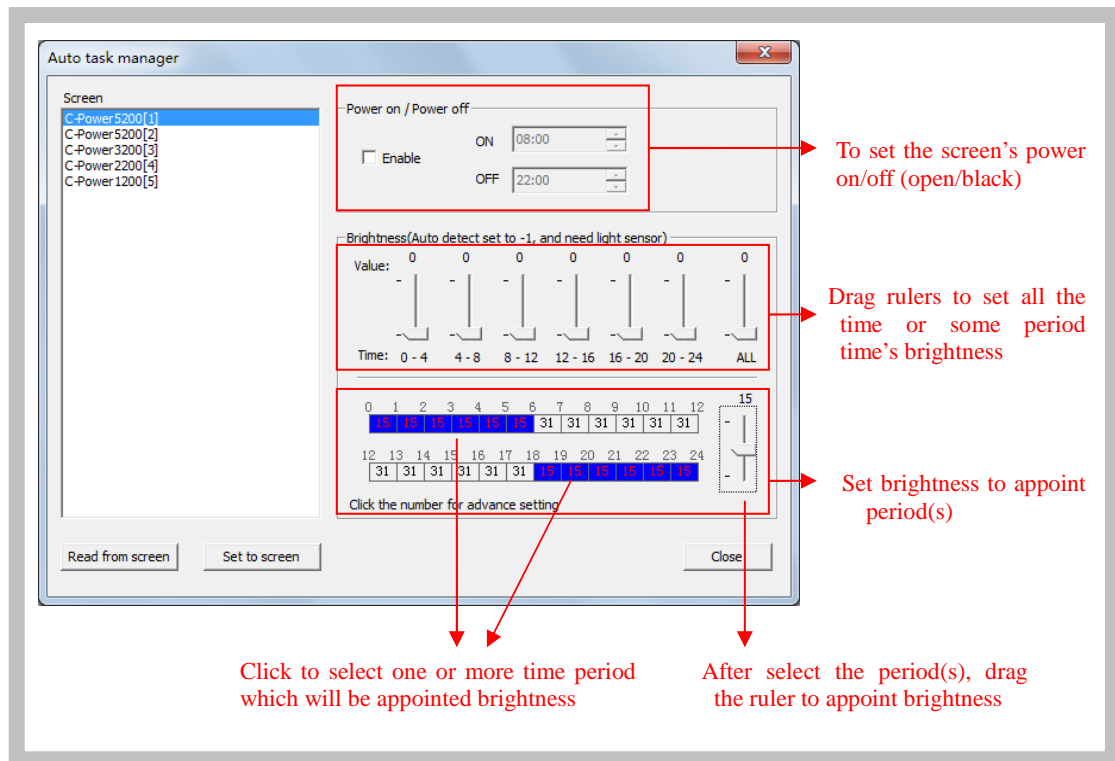 Auto task manager
Screen
C-Power5200[1]
C-Power5200[2]
C-Power3200[3]
C-Power2200[4]
C-Power1200[5]
Power on / Power off
Enable
ON 08:00
OFF 22:00
To set the screen's power
on/off (open/black)
Brightness(Auto detect set to -1, and need light sensor)
Value: 0 0 0 0 0 0 0
Time: 0 - 4 4 - 8 8 - 12 12 - 16 16 - 20 20 - 24 ALL
Drag rulers to set all the
time or some period
time's brightness
0 1 2 3 4 5 6 7 8 9 10 11 12 15
15 15 15 15 15 15 31 31 31 31 31 31
12 13 14 15 16 17 18 19 20 21 22 23 24
31 31 31 31 31 31 15 15 15 15 15 15
Click the number for advance setting
Set brightness to appoint
period(s)
Read from screen Set to screen Close
Click to select one or more time period
which will be appointed brightness
After select the period(s), drag
the ruler to appoint brightness